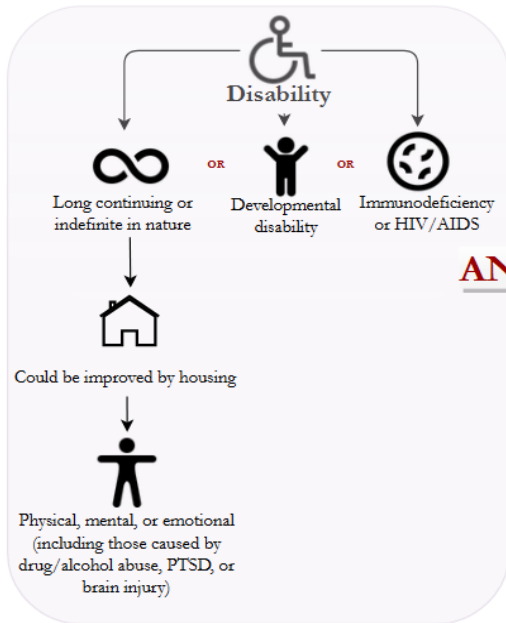 Disability
OR
OR
Long continuing or
indefinite in nature
Developmental
disability
Immunodeficiency
or HIV/AIDS
AN
Could be improved by housing
Physical, mental, or emotional
(including those caused by
drug/alcohol abuse, PTSD, or
brain injury)